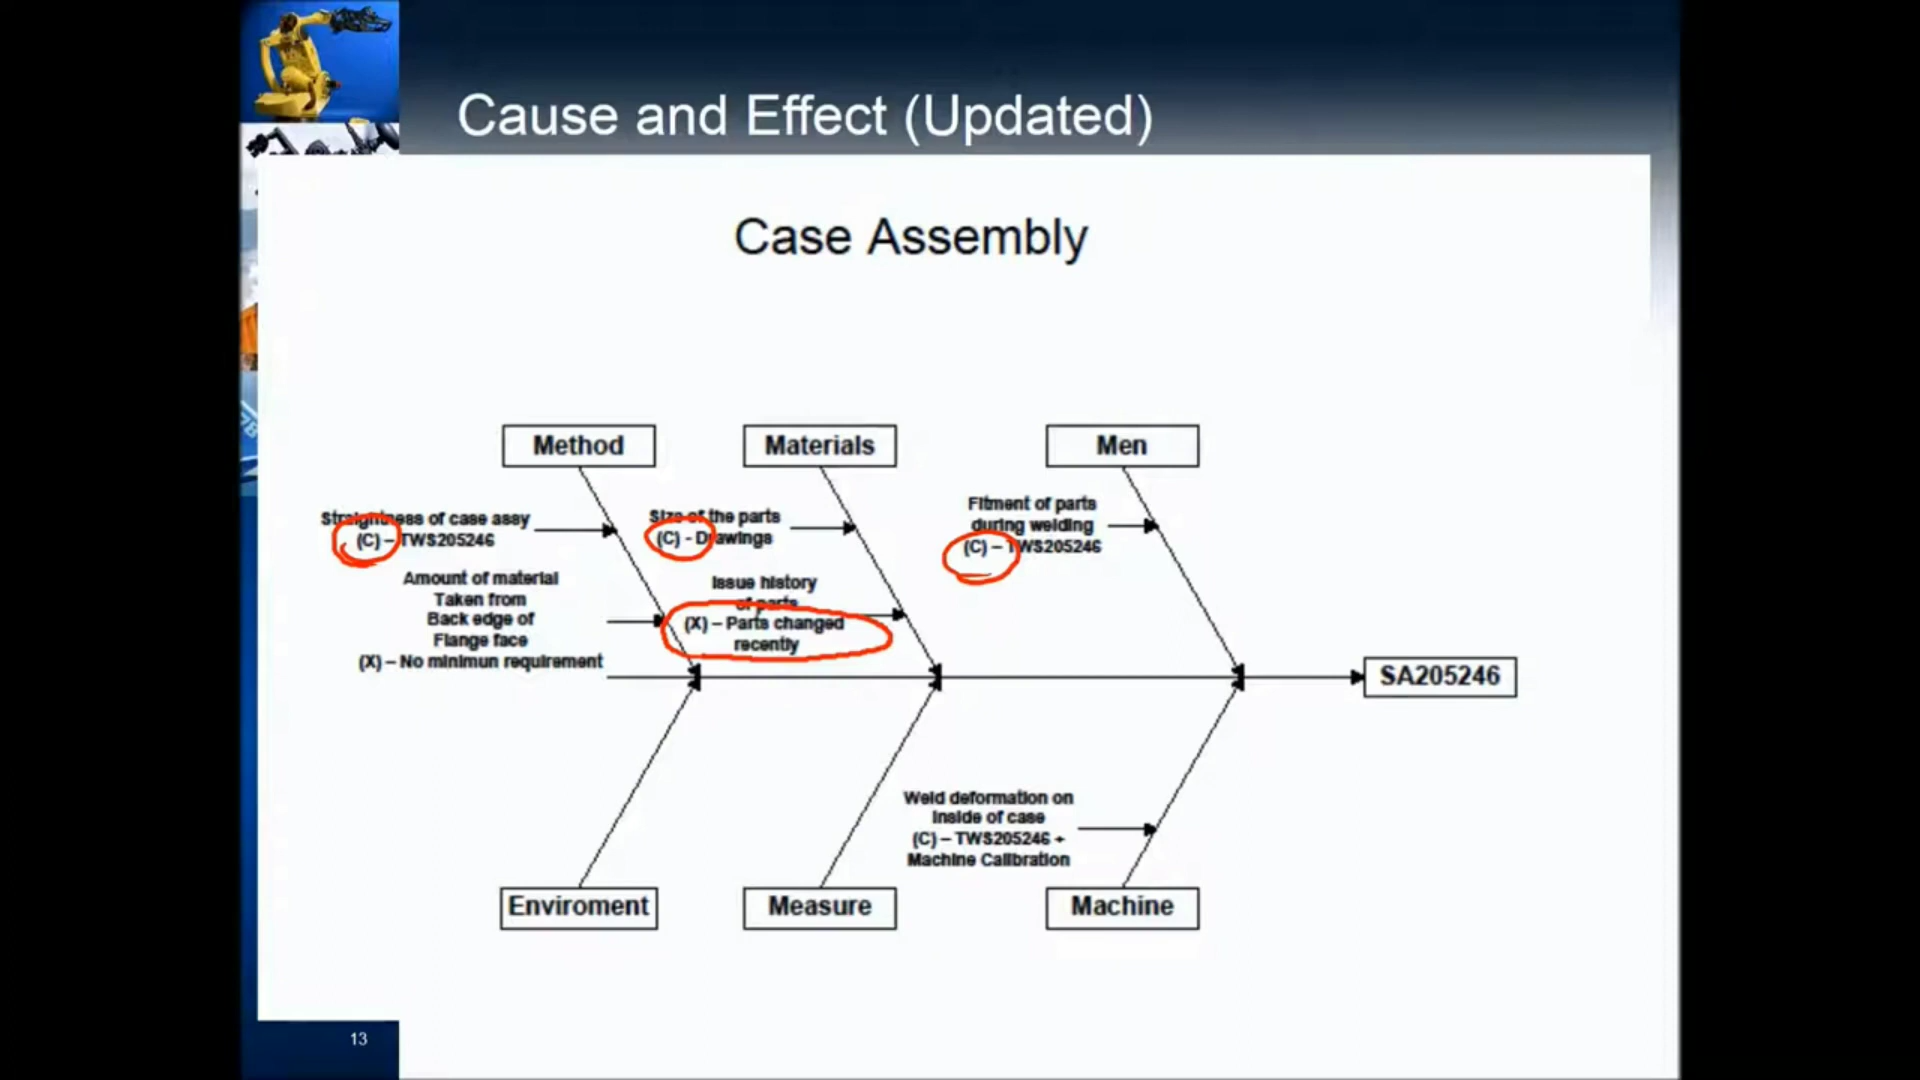 Cause and Effect (Updated)
Case Assembly
Method
Materials
Men
Straightness of case assy
(C) – TWS205246
Amount of material
Taken from
Back edge of
Flange face
(X) – No minimun requirement
Size of the parts
(C) - Drawings
Issue history
of parts
(X) – Parts changed
recently
Fitment of parts
during welding
(C) – TWS205246
SA205246
Weld deformation on
inside of case
(C) – TWS205246 +
Machine Calibration
Enviroment
Measure
Machine
13